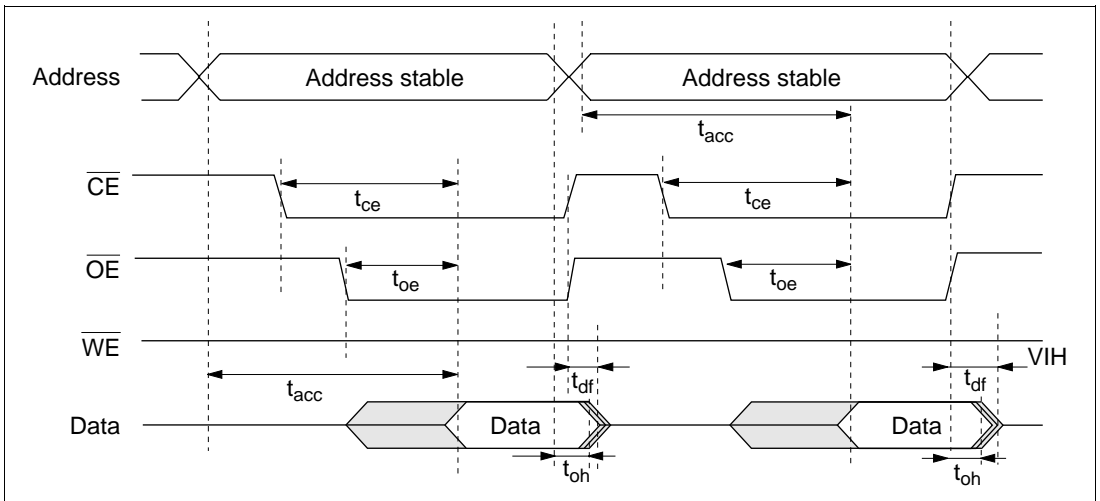 Address
Address stable
Address stable
tacc
CE
tce
tce
OE
toe
toe
WE
VIH
tacc
tdf
tdf
Data
Data
Data
toh
toh